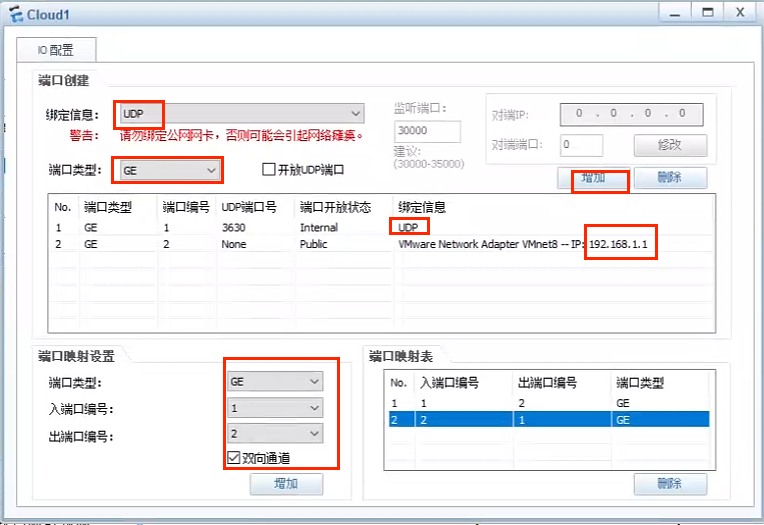 Cloud1
IO 配置
端口创建
绑定信息: UDP
警告: 请勿绑定公网网卡，否则可能会引起网络瘫痪。
端口类型: GE 开放UDP端口
监听端口:
30000
建议:
(30000-35000)
对端IP: 0 . 0 . 0 . 0
对端端口: 0 修改
增加 删除
No. 端口类型 端口编号 UDP端口号 端口开放状态 绑定信息
1 GE 1 3630 Internal UDP
2 GE 2 None Public VMware Network Adapter VMnet8 -- IP: 192.168.1.1
端口映射设置
端口类型: GE
入端口编号: 1
出端口编号: 2
双向通道
增加
端口映射表
No. 入端口编号 出端口编号 端口类型
1 1 2 GE
2 2 1 GE
删除